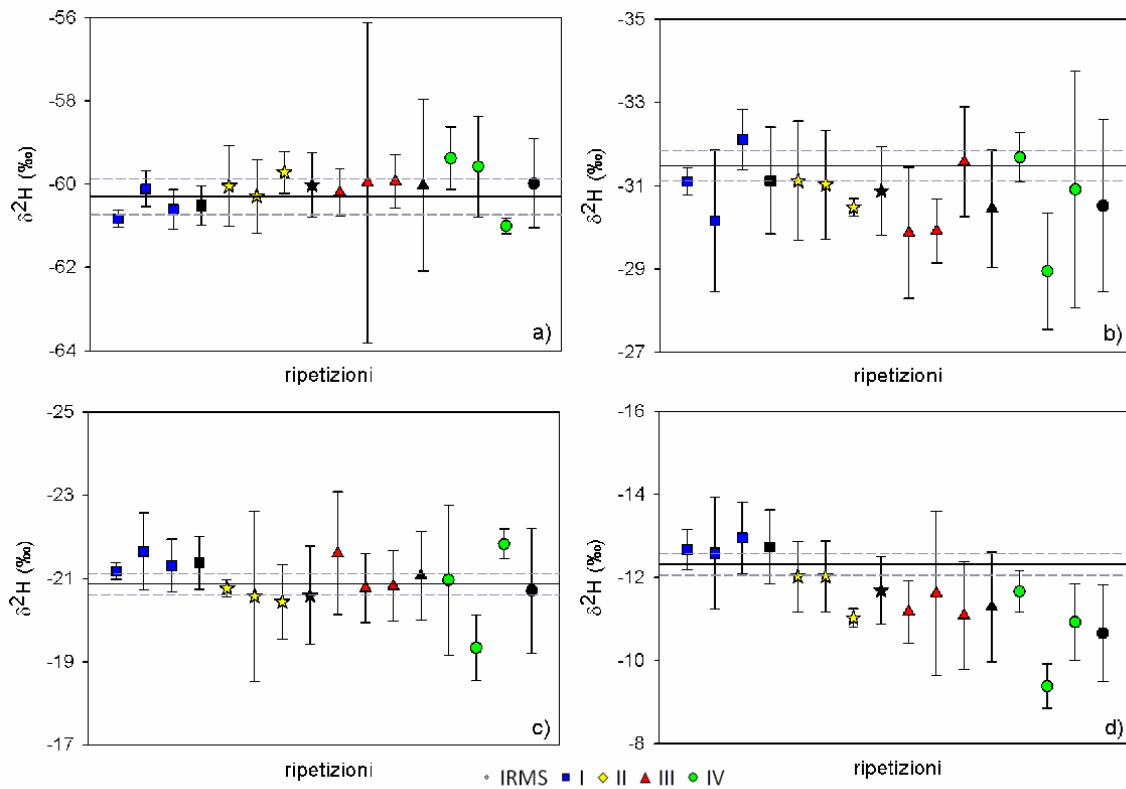 -56
-58
-60
-62
-64
δ²H (‰)
ripetizioni
a)
-35
-33
-31
-29
-27
δ²H (‰)
ripetizioni
b)
-25
-23
-21
-19
-17
δ²H (‰)
ripetizioni
c)
-16
-14
-12
-10
-8
δ²H (‰)
ripetizioni
d)
IRMS I II III IV